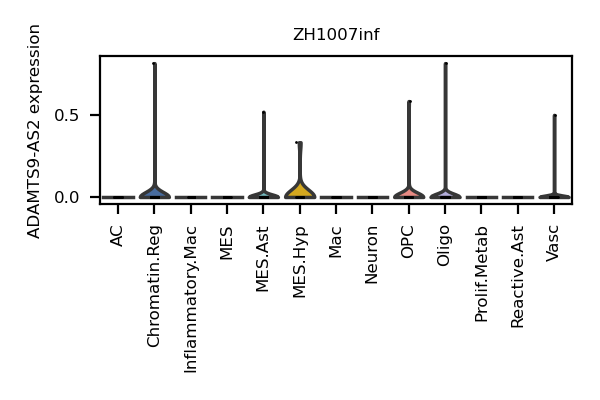 ZH1007inf
ADAMTS9-AS2 expression
0.5
0.0
AC
Chromatin.Reg
Inflammatory.Mac
MES
MES.Ast
MES.Hyp
Mac
Neuron
OPC
Oligo
Prolif.Metab
Reactive.Ast
Vasc